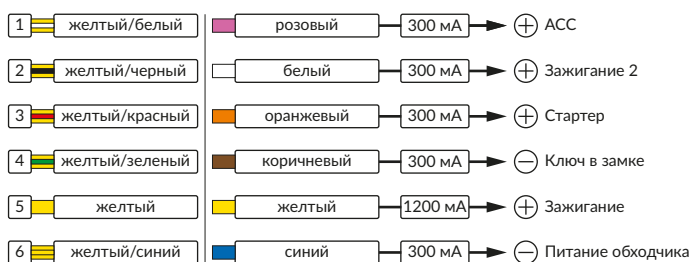 1 желтый/белый розовый 300 мА + АСС
2 желтый/черный белый 300 мА + Зажигание 2
3 желтый/красный оранжевый 300 мА + Стартер
4 желтый/зеленый коричневый 300 мА − Ключ в замке
5 желтый желтый 1200 мА + Зажигание
6 желтый/синий синий 300 мА − Питание обходчика